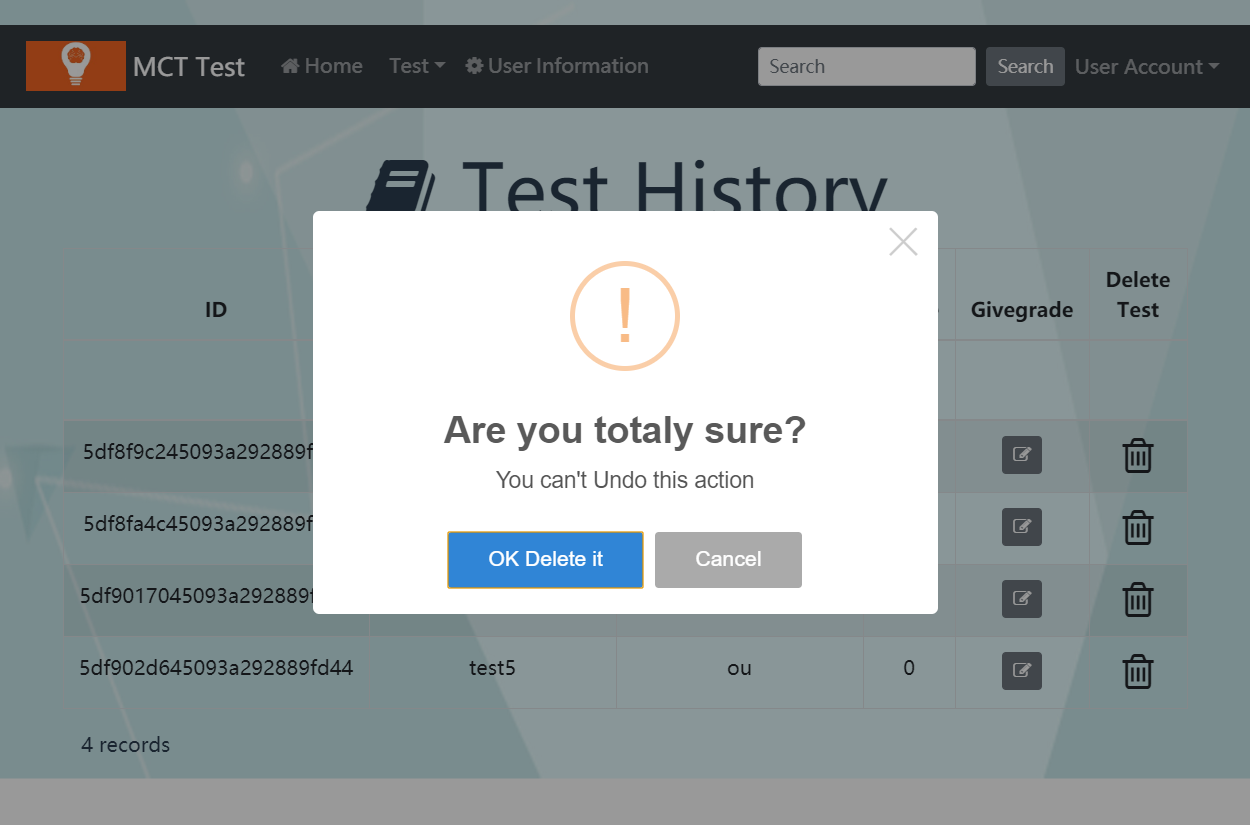 MCT Test Home Test User Information Search Search User Account
Test History
ID Givegrade Delete
Test
!
Are you totaly sure?
You can't Undo this action
OK Delete it Cancel
5df8f9c245093a292889f
5df8fa4c45093a292889f
5df9017045093a292889f
5df902d645093a292889fd44 test5 ou 0
4 records